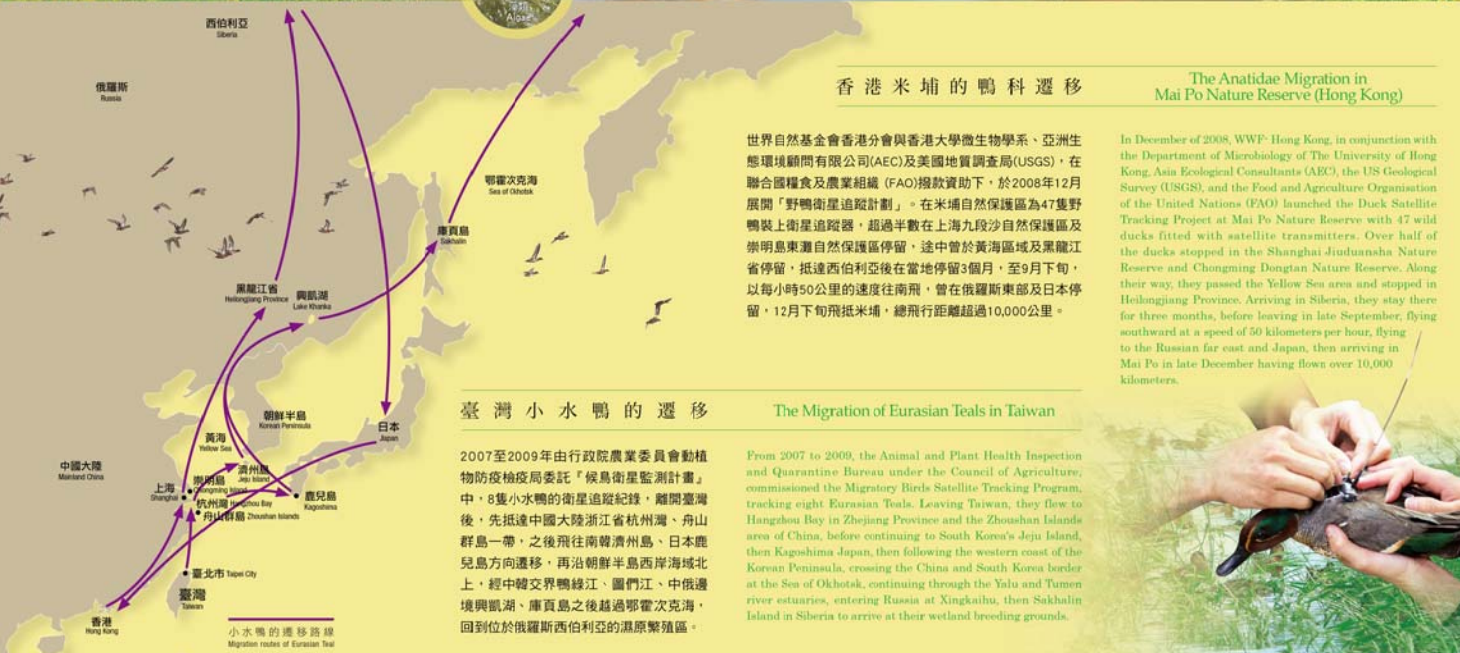 Algae
西伯利亞
Siberia
俄羅斯
Russia
鄂霍次克海
Sea of Okhotsk
庫頁島
Sakhalin
黑龍江省
Heilongjiang Province
興凱湖
Lake Khanka
朝鮮半島
Korean Peninsula
日本
Japan
黃海
Yellow Sea
中國大陸
Mainland China
濟州島
Jeju Island
上海
Shanghai
崇明島
Chongming Island
杭州灣 Hangzhou Bay
舟山群島 Zhoushan Islands
鹿兒島
Kagoshima
臺北市 Taipei City
臺灣
Taiwan
香港
Hong Kong
小水鴨的遷移路線
Migration routes of Eurasian Teal
香港米埔的鴨科遷移
世界自然基金會香港分會與香港大學微生物學系、亞洲生
態環境顧問有限公司(AEC)及美國地質調查局(USGS)，在
聯合國糧食及農業組織 (FAO)撥款資助下，於2008年12月
展開「野鴨衛星追蹤計劃」。在米埔自然保護區為47隻野
鴨裝上衛星追蹤器，超過半數在上海九段沙自然保護區及
崇明島東灘自然保護區停留，途中曾於黃海區域及黑龍江
省停留，抵達西伯利亞後在當地停留3個月，至9月下旬，
以每小時50公里的速度往南飛，曾在俄羅斯東部及日本停
留，12月下旬飛抵米埔，總飛行距離超過10,000公里。
The Anatidae Migration in
Mai Po Nature Reserve (Hong Kong)
In December of 2008, WWF- Hong Kong, in conjunction with
the Department of Microbiology of The University of Hong
Kong, Asia Ecological Consultants (AEC), the US Geological
Survey (USGS), and the Food and Agriculture Organisation
of the United Nations (FAO) launched the Duck Satellite
Tracking Project at Mai Po Nature Reserve with 47 wild
ducks fitted with satellite transmitters. Over half of
the ducks stopped in the Shanghai Jiuduansha Nature
Reserve and Chongming Dongtan Nature Reserve. Along
their way, they passed the Yellow Sea area and stopped in
Heilongjiang Province. Arriving in Siberia, they stay there
for three months, before leaving in late September, flying
southward at a speed of 50 kilometers per hour, flying
to the Russian far east and Japan, then arriving in
Mai Po in late December having flown over 10,000
kilometers.
臺灣小水鴨的遷移
2007至2009年由行政院農業委員會動植
物防疫檢疫局委託『候鳥衛星監測計畫』
中，8隻小水鴨的衛星追蹤紀錄，離開臺灣
後，先抵達中國大陸浙江省杭州灣、舟山
群島一帶，之後飛往南韓濟州島、日本鹿
兒島方向遷移，再沿朝鮮半島西岸海域北
上，經中韓交界鴨綠江、圖們江、中俄邊
境興凱湖、庫頁島之後越過鄂霍次克海，
回到位於俄羅斯西伯利亞的濕原繁殖區。
The Migration of Eurasian Teals in Taiwan
From 2007 to 2009, the Animal and Plant Health Inspection
and Quarantine Bureau under the Council of Agriculture,
commissioned the Migratory Birds Satellite Tracking Program,
tracking eight Eurasian Teals. Leaving Taiwan, they flew to
Hangzhou Bay in Zhejiang Province and the Zhoushan Islands
area of China, before continuing to South Korea's Jeju Island,
then Kagoshima Japan, then following the western coast of the
Korean Peninsula, crossing the China and South Korea border
at the Sea of Okhotsk, continuing through the Yalu and Tumen
river estuaries, entering Russia at Xingkaihu, then Sakhalin
Island in Siberia to arrive at their wetland breeding grounds.